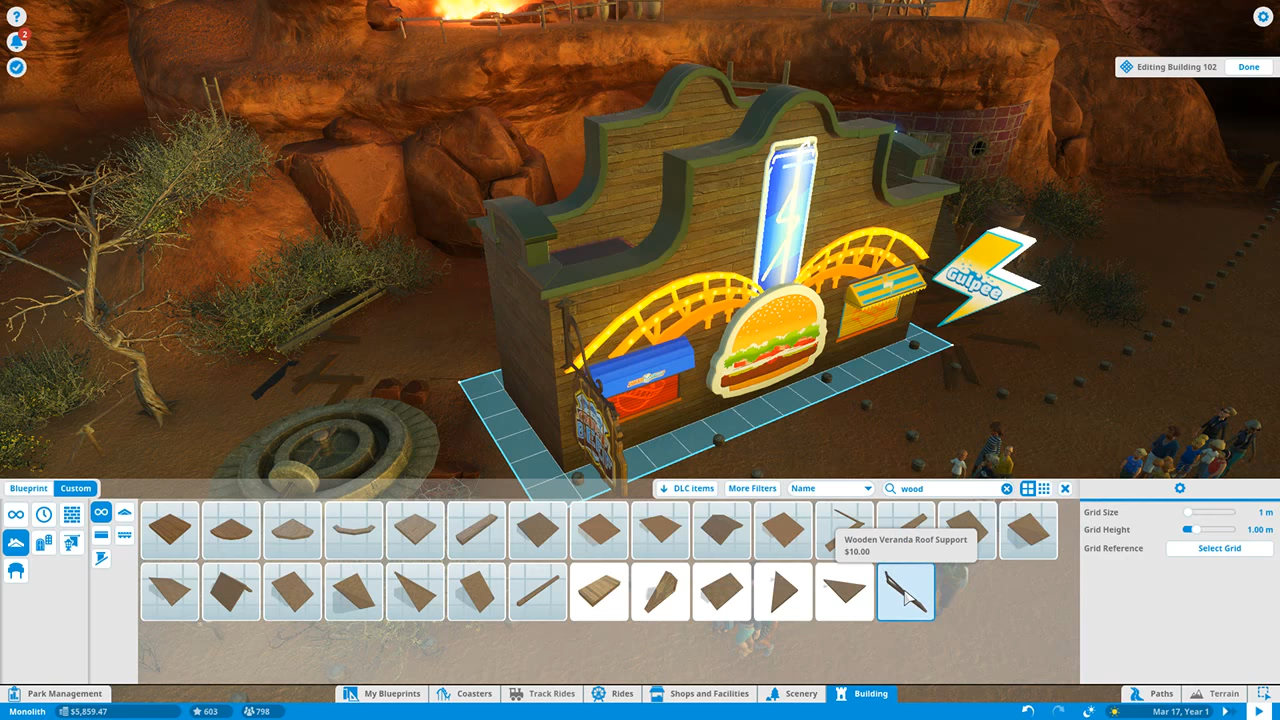 ?
2
Editing Building 102
Done
Gulpee
Blueprint
Custom
DLC items
More Filters
Name
wood
Grid Size
1 m
Grid Height
1.00 m
Grid Reference
Select Grid
Wooden Veranda Roof Support
$10.00
Park Management
My Blueprints
Coasters
Track Rides
Rides
Shops and Facilities
Scenery
Building
Paths
Terrain
Monolith
$5,859.47
603
798
Mar 17, Year 1